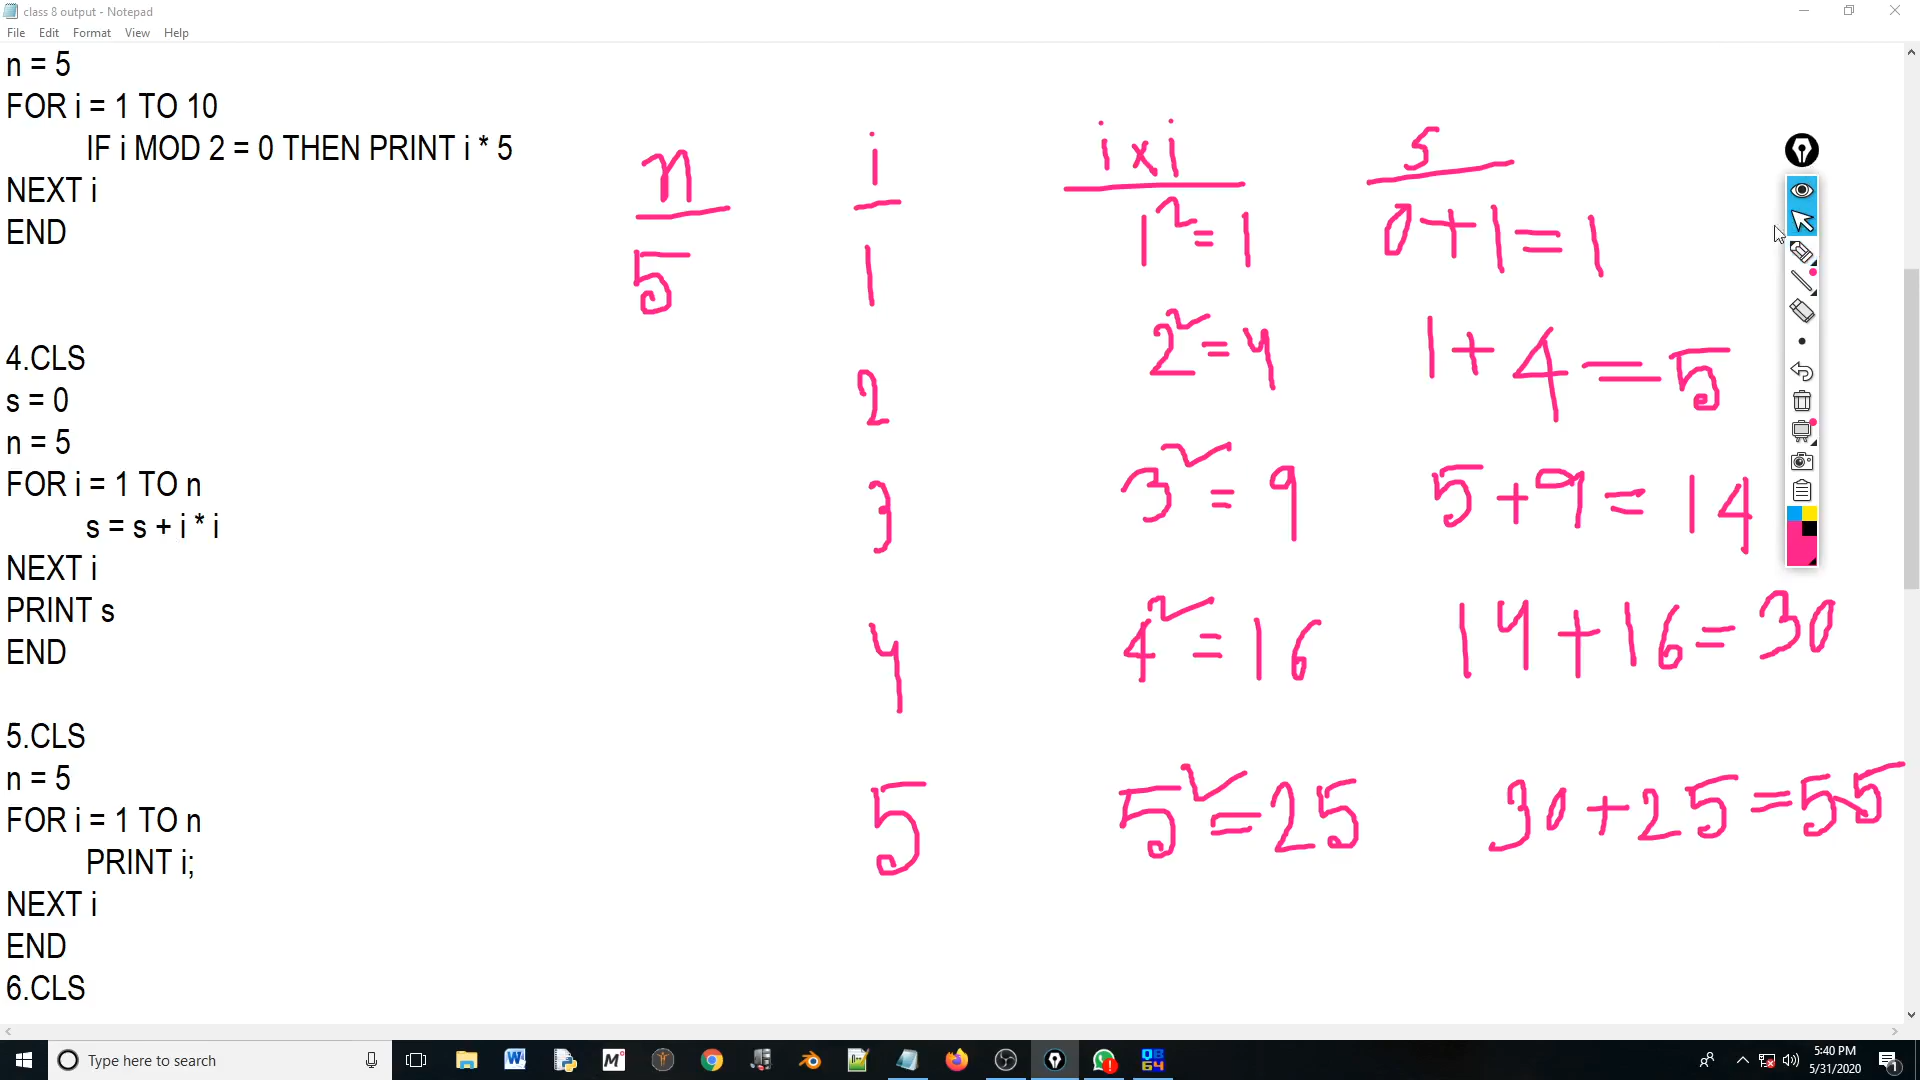 class 8 output - Notepad
File Edit Format View Help
n = 5
FOR i = 1 TO 10
IF i MOD 2 = 0 THEN PRINT i * 5
NEXT i
END
4.CLS
s = 0
n = 5
FOR i = 1 TO n
s = s + i * i
NEXT i
PRINT s
END
5.CLS
n = 5
FOR i = 1 TO n
PRINT i;
NEXT i
END
6.CLS
n i i x i s
5 1 1² = 1 0 + 1 = 1
2 2² = 4 1 + 4 = 5
3 3² = 9 5 + 9 = 14
4 4² = 16 14 + 16 = 30
5 5² = 25 30 + 25 = 55
Type here to search
QB
64
5:40 PM
5/31/2020
1